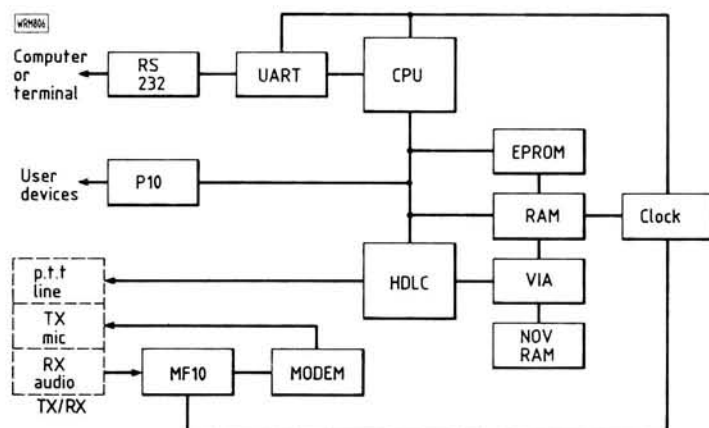 WRM806
Computer
or
terminal
RS
232
UART
CPU
EPROM
User
devices
P10
RAM
Clock
p.t.t
line
HDLC
VIA
TX
mic
NOV
RAM
RX
audio
MF10
MODEM
TX/RX